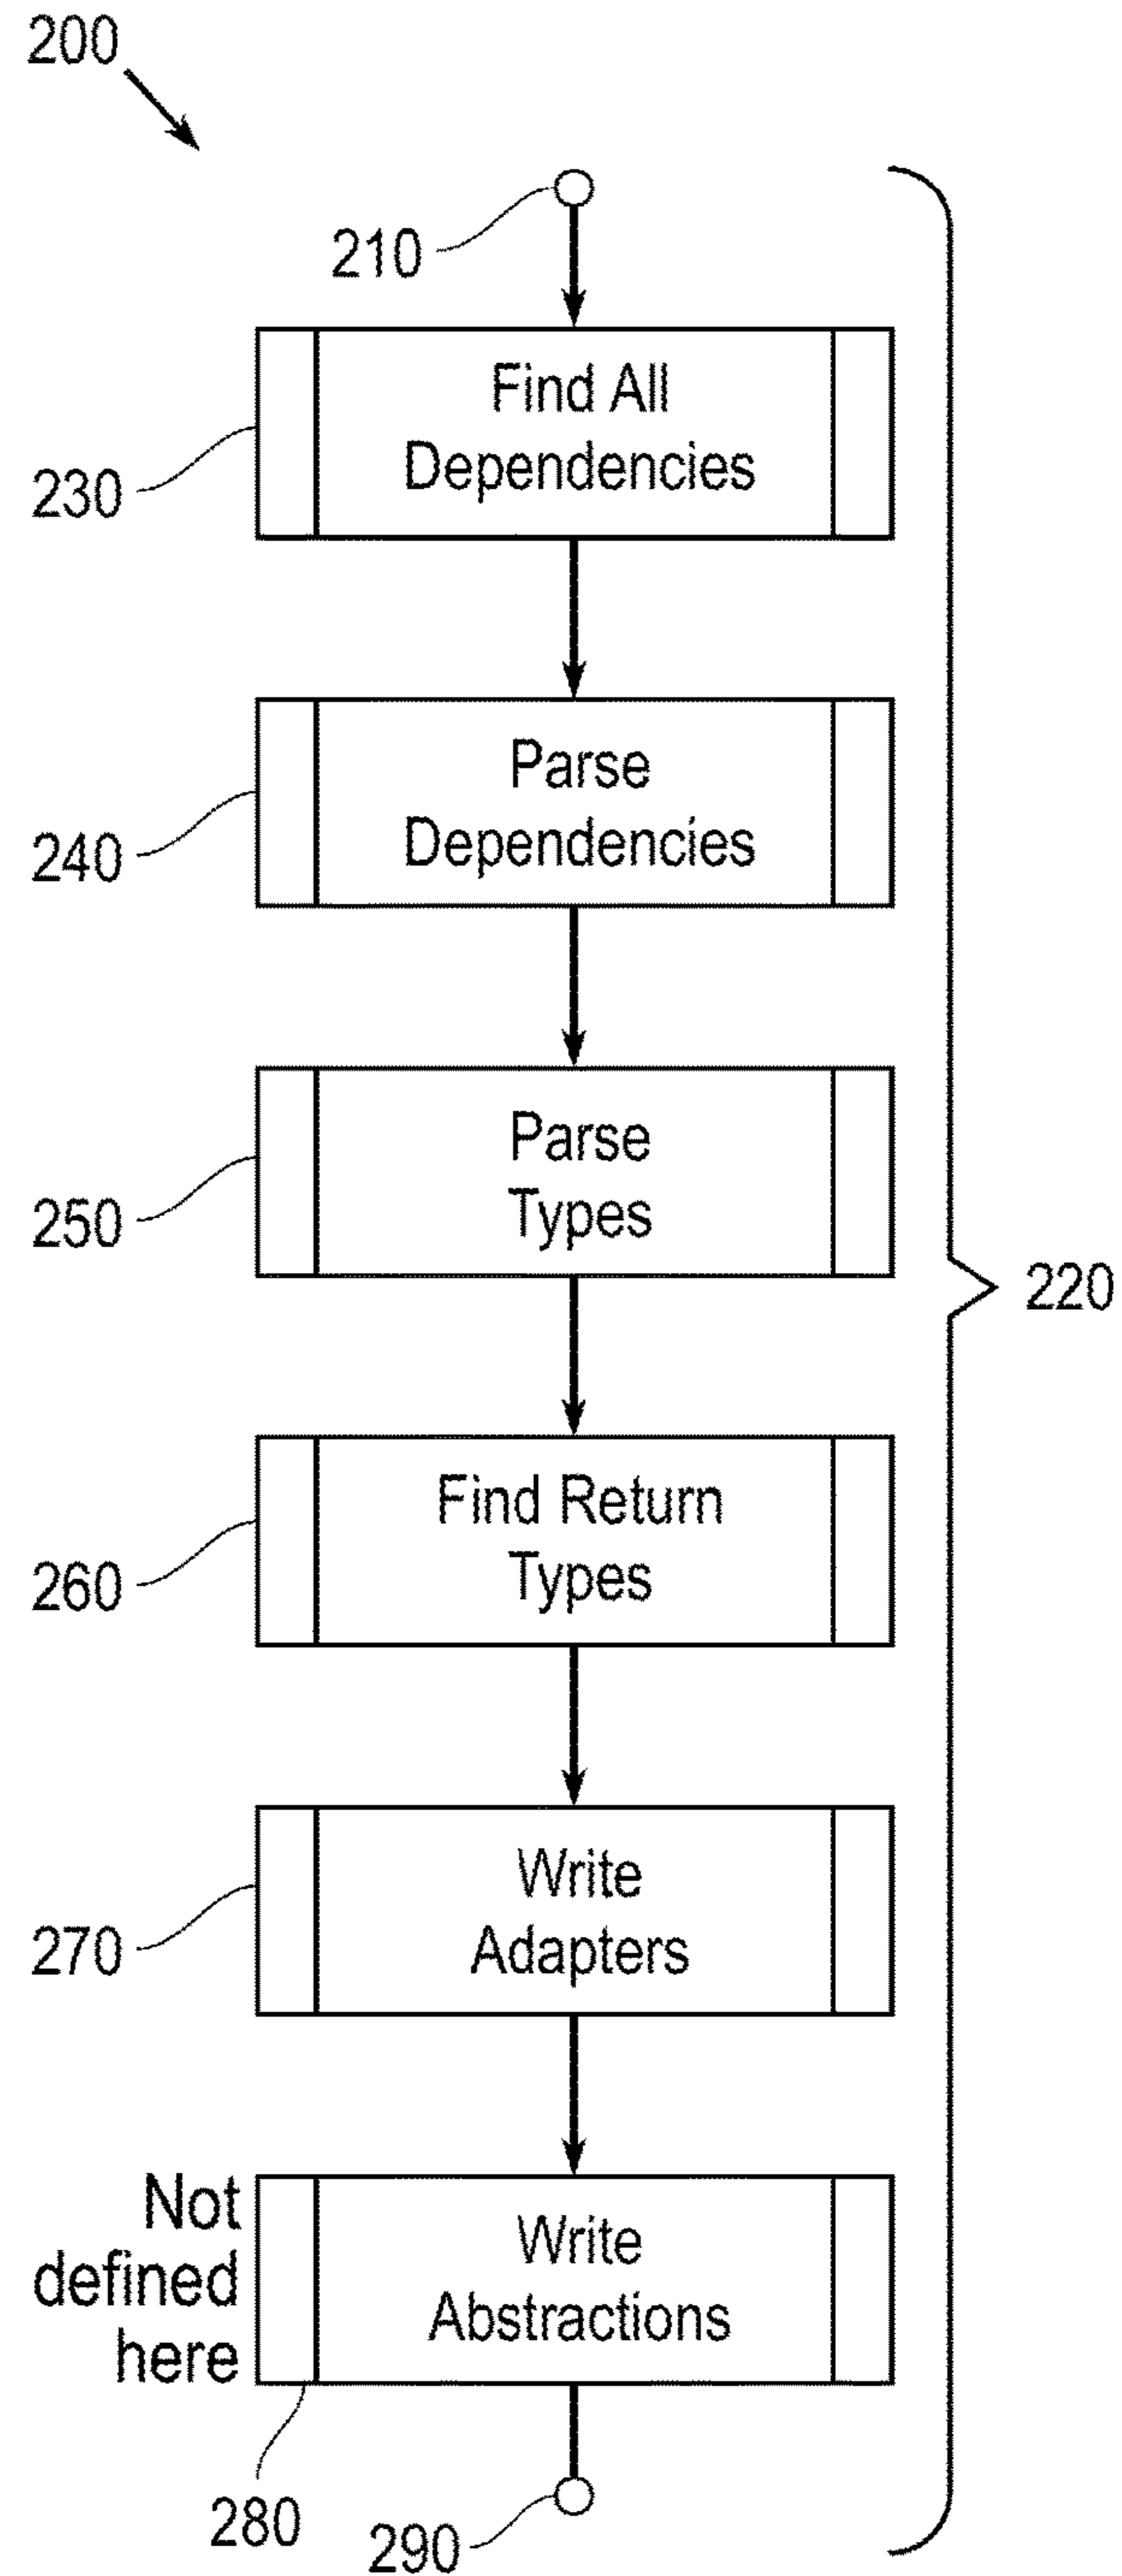 200
210
Find All
Dependencies
230
Parse
Dependencies
240
Parse
Types
250
220
Find Return
Types
260
Write
Adapters
270
Not
defined
here
Write
Abstractions
280
290